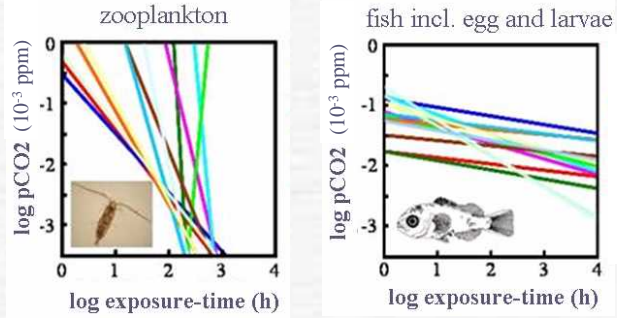 zooplankton
0
-1
-2
-3
0 1 2 3 4
log pCO2 (10⁻³ ppm)
log exposure-time (h)
fish incl. egg and larvae
0
-1
-2
-3
0 1 2 3 4
log pCO2 (10⁻³ ppm)
log exposure-time (h)